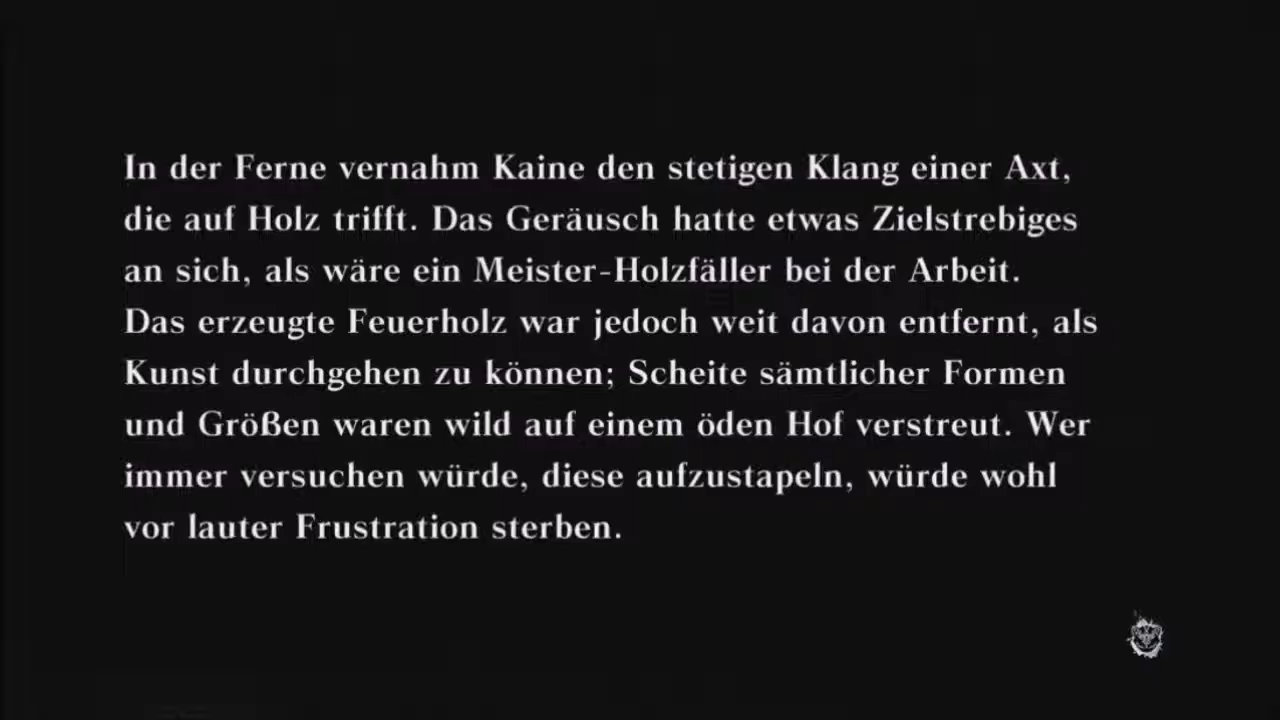 In der Ferne vernahm Kaine den stetigen Klang einer Axt,
die auf Holz trifft. Das Geräusch hatte etwas Zielstrebiges
an sich, als wäre ein Meister-Holzfäller bei der Arbeit.
Das erzeugte Feuerholz war jedoch weit davon entfernt, als
Kunst durchgehen zu können; Scheite sämtlicher Formen
und Größen waren wild auf einem öden Hof verstreut. Wer
immer versuchen würde, diese aufzustapeln, würde wohl
vor lauter Frustration sterben.